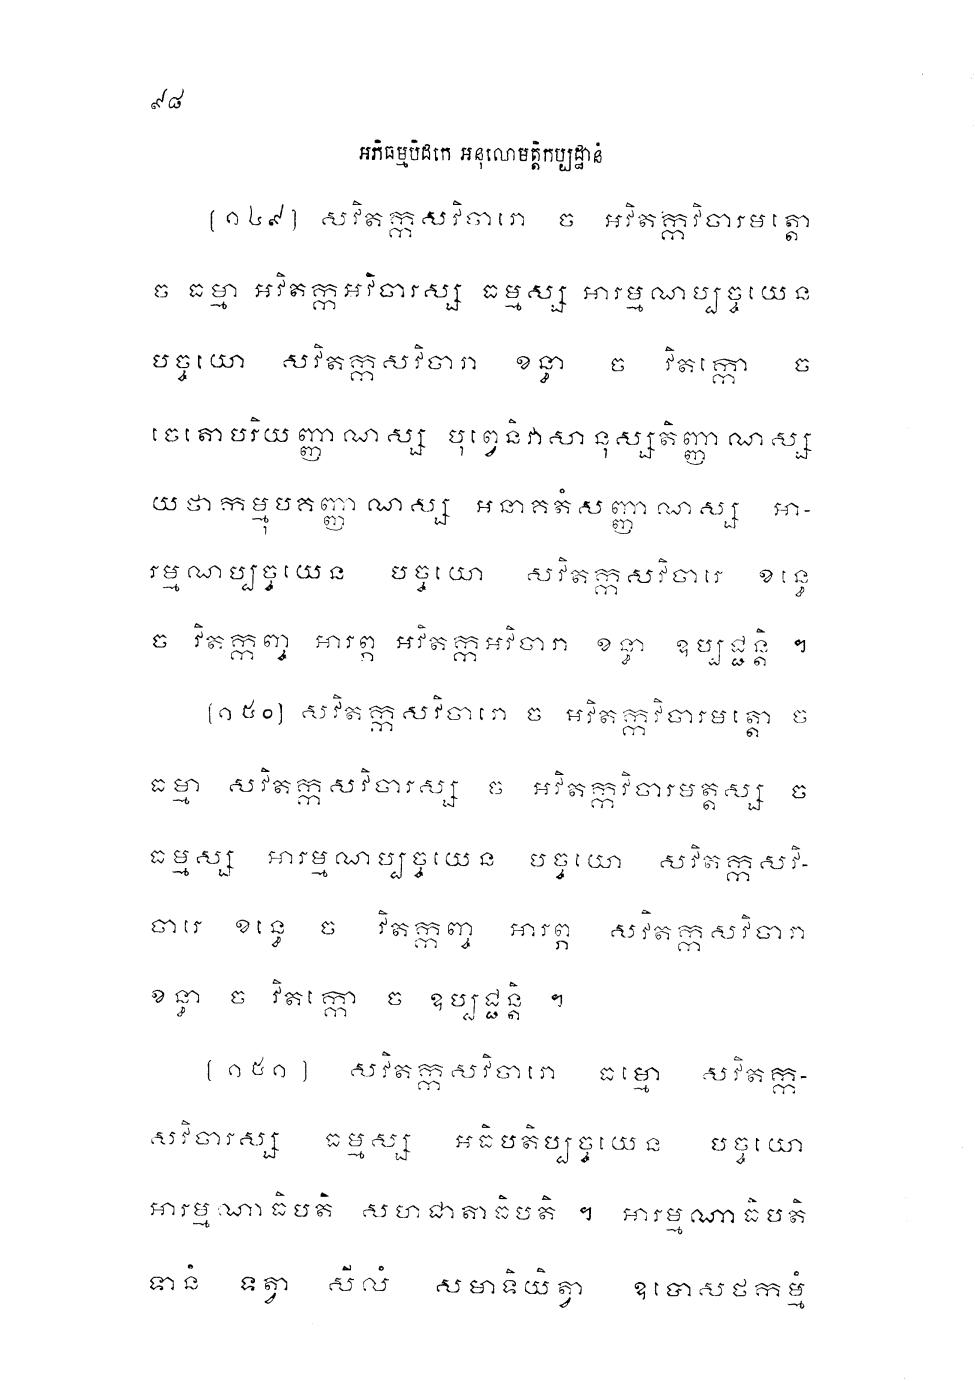 ៩៨
អភិធម្មបិដកេ អនុលោមត្តិកប្បដ្ឋានំ
[១៤៩] សវិតក្កសវិចារោ ច អវិតក្កវិចារមត្តោ
ច ធម្មា អវិតក្កអវិចារស្ស ធម្មស្ស អារម្មណប្បច្ចយេន
បច្ចយោ សវិតក្កសវិចារា ខន្ធា ច វិតក្កោ ច
ចេតោបរិយញ្ញាណស្ស បុព្វេនិវាសានុស្សតិញ្ញាណស្ស
យថាកម្មុបគញ្ញាណស្ស អនាគតំសញ្ញាណស្ស អា-
រម្មណប្បច្ចយេន បច្ចយោ សវិតក្កសវិចារេ ខន្ធេ
ច វិតក្កញ្ច អារព្ភ អវិតក្កអវិចារា ខន្ធា ឧប្បជ្ជន្តិ ។
[១៥០] សវិតក្កសវិចារោ ច អវិតក្កវិចារមត្តោ ច
ធម្មា សវិតក្កសវិចារស្ស ច អវិតក្កវិចារមត្តស្ស ច
ធម្មស្ស អារម្មណប្បច្ចយេន បច្ចយោ សវិតក្កសវិ-
ចារេ ខន្ធេ ច វិតក្កញ្ច អារព្ភ សវិតក្កសវិចារា
ខន្ធា ច វិតក្កោ ច ឧប្បជ្ជន្តិ ។
[១៥១] សវិតក្កសវិចារោ ធម្មោ សវិតក្ក-
សវិចារស្ស ធម្មស្ស អធិបតិប្បច្ចយេន បច្ចយោ
អារម្មណាធិបតិ សហជាតាធិបតិ ។ អារម្មណាធិបតិ
ទានំ ទត្វា សីលំ សមាទិយិត្វា ឧបោសថកម្មំ